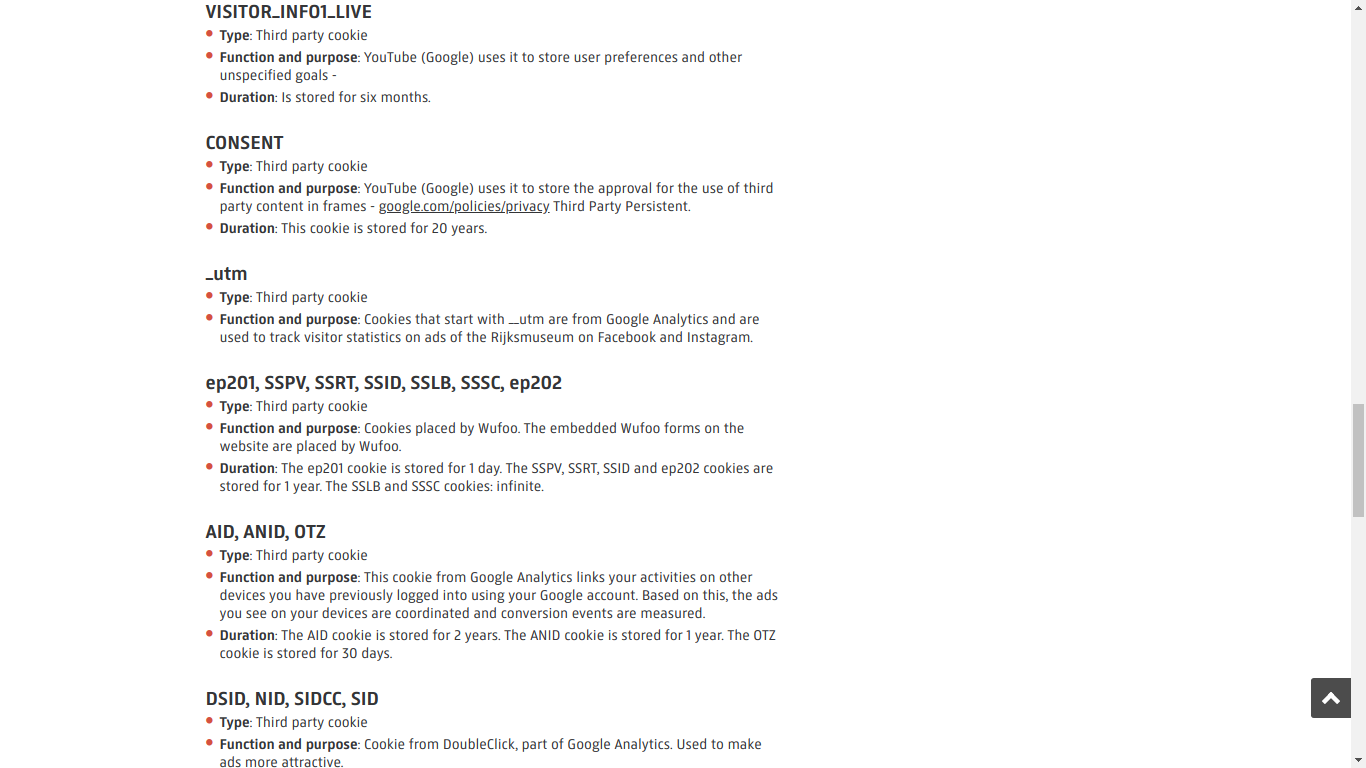 VISITOR_INFO1_LIVE
Type: Third party cookie
Function and purpose: YouTube (Google) uses it to store user preferences and other
unspecified goals -
Duration: Is stored for six months.
CONSENT
Type: Third party cookie
Function and purpose: YouTube (Google) uses it to store the approval for the use of third
party content in frames - google.com/policies/privacy Third Party Persistent.
Duration: This cookie is stored for 20 years.
_utm
Type: Third party cookie
Function and purpose: Cookies that start with __utm are from Google Analytics and are
used to track visitor statistics on ads of the Rijksmuseum on Facebook and Instagram.
ep201, SSPV, SSRT, SSID, SSLB, SSSC, ep202
Type: Third party cookie
Function and purpose: Cookies placed by Wufoo. The embedded Wufoo forms on the
website are placed by Wufoo.
Duration: The ep201 cookie is stored for 1 day. The SSPV, SSRT, SSID and ep202 cookies are
stored for 1 year. The SSLB and SSSC cookies: infinite.
AID, ANID, OTZ
Type: Third party cookie
Function and purpose: This cookie from Google Analytics links your activities on other
devices you have previously logged into using your Google account. Based on this, the ads
you see on your devices are coordinated and conversion events are measured.
Duration: The AID cookie is stored for 2 years. The ANID cookie is stored for 1 year. The OTZ
cookie is stored for 30 days.
DSID, NID, SIDCC, SID
Type: Third party cookie
Function and purpose: Cookie from DoubleClick, part of Google Analytics. Used to make
ads more attractive.